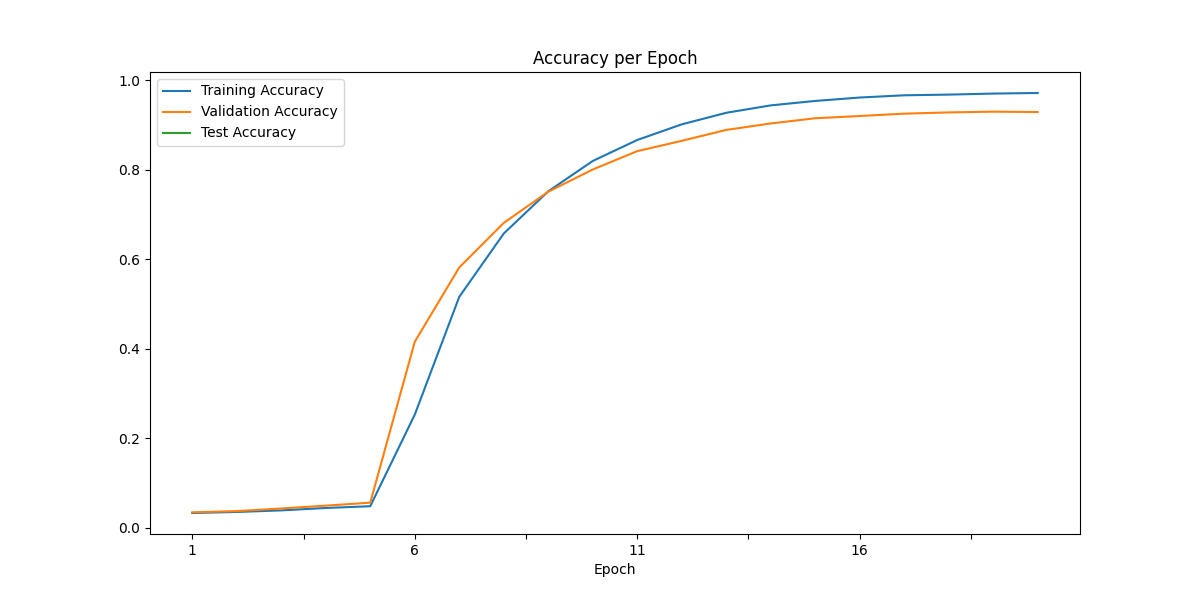 Accuracy per Epoch
Training Accuracy
Validation Accuracy
Test Accuracy
1.0
0.8
0.6
0.4
0.2
0.0
1 6 11 16
Epoch